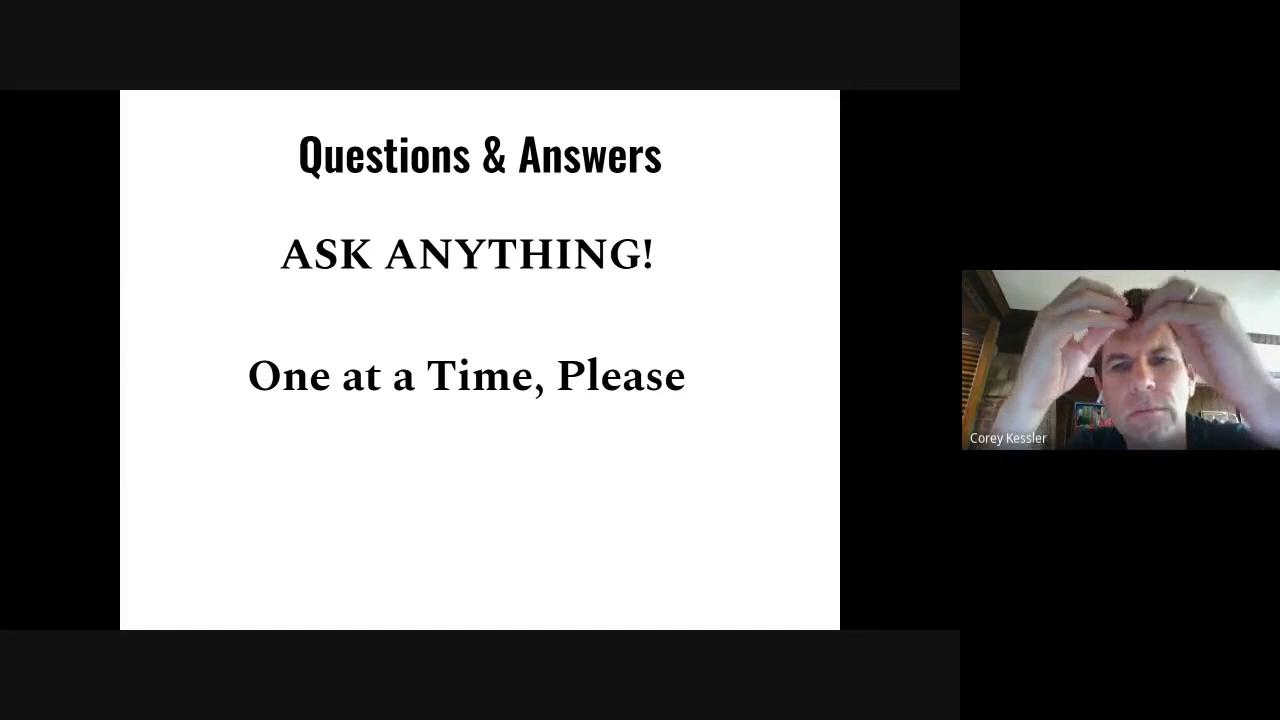 Questions & Answers
ASK ANYTHING!
One at a Time, Please
Corey Kessler